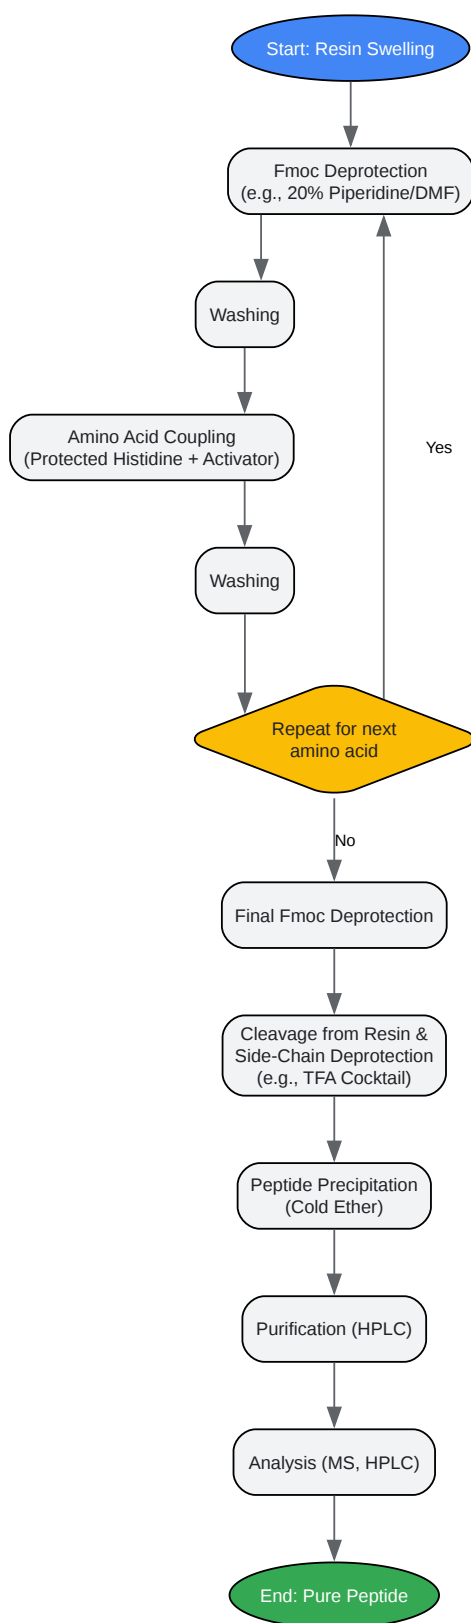 Start: Resin Swelling
Fmoc Deprotection
(e.g., 20% Piperidine/DMF)
Washing
Amino Acid Coupling
(Protected Histidine + Activator)
Yes
Washing
Repeat for next
amino acid
No
Final Fmoc Deprotection
Cleavage from Resin &
Side-Chain Deprotection
(e.g., TFA Cocktail)
Peptide Precipitation
(Cold Ether)
Purification (HPLC)
Analysis (MS, HPLC)
End: Pure Peptide